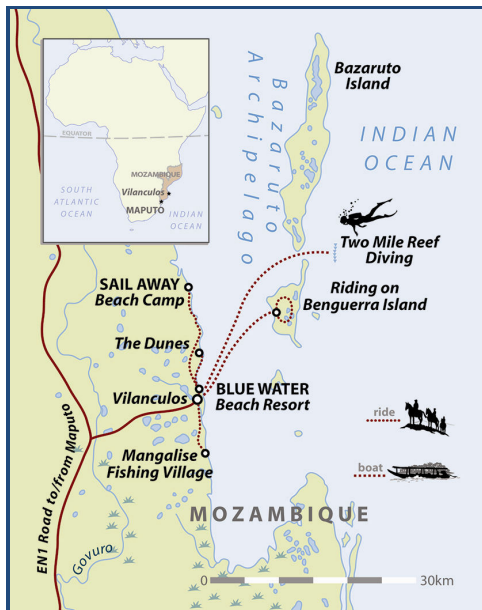 Bazaruto
Island
Bazaruto
Archipelago
INDIAN
OCEAN
EQUATOR
MOZAMBIQUE
Vilanculos
MAPUTO
SOUTH
ATLANTIC
OCEAN
INDIAN
OCEAN
Two Mile Reef
Diving
SAIL AWAY
Beach Camp
Riding on
Benguerra Island
The Dunes
Vilanculos
BLUE WATER
Beach Resort
Mangalise
Fishing Village
EN1 Road to/from Maputo
Govuro
ride
boat
MOZAMBIQUE
0
30km